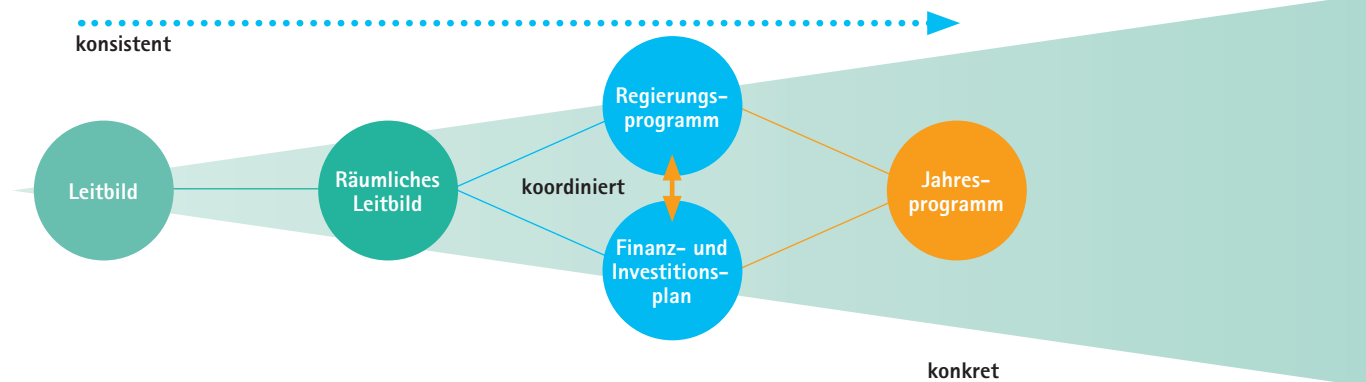 konsistent
Leitbild
Räumliches
Leitbild
Regierungs-
programm
koordiniert
Finanz- und
Investitions-
plan
Jahres-
programm
konkret